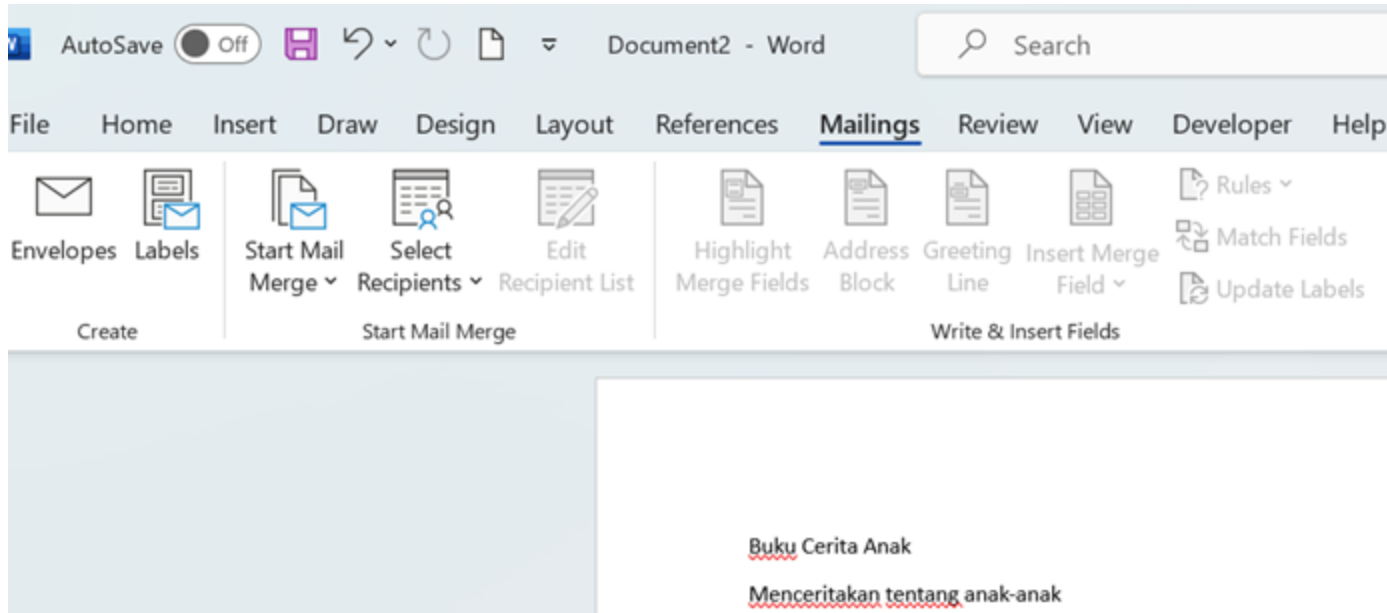 AutoSave Off Document2 - Word Search
File Home Insert Draw Design Layout References Mailings Review View Developer Help
Envelopes Labels Start Mail Merge Select Recipients Edit Recipient List Highlight Merge Fields Address Block Greeting Line Insert Merge Field Rules
Match Fields
Update Labels
Create Start Mail Merge Write & Insert Fields
Buku Cerita Anak
Menceritakan tentang anak-anak